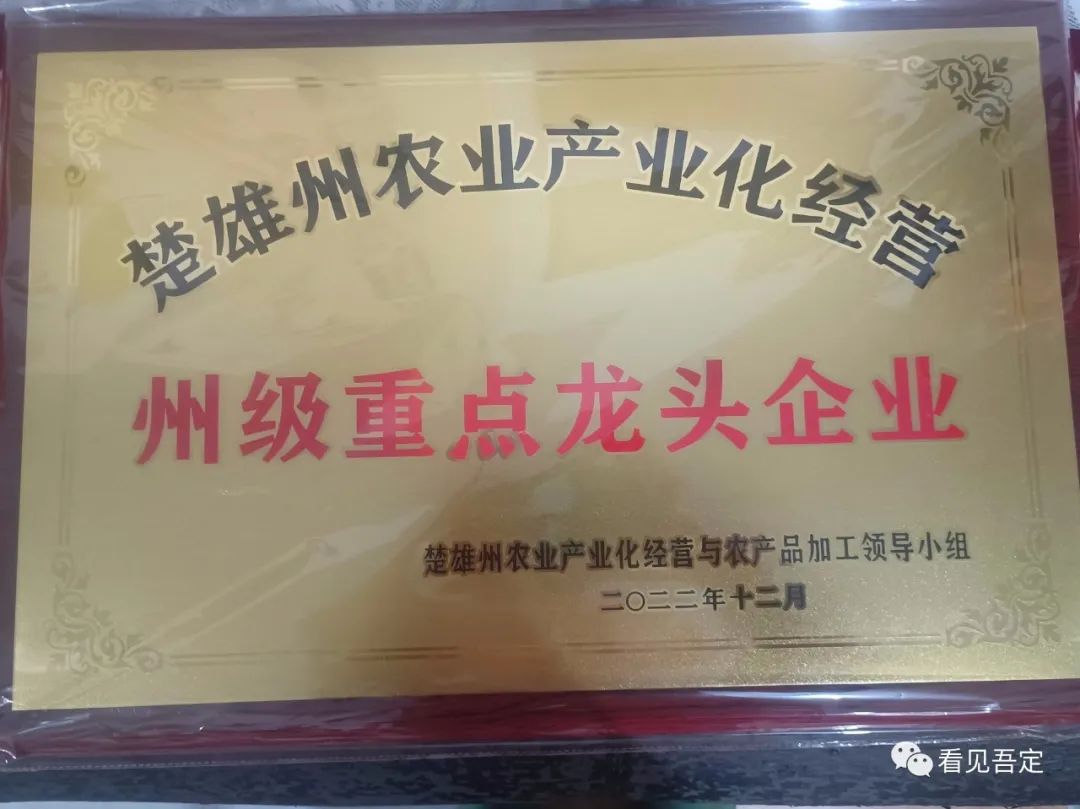 楚雄州农业产业化经营
州级重点龙头企业
楚雄州农业产业化经营与农产品加工领导小组
二〇二二年十二月
看见吾定